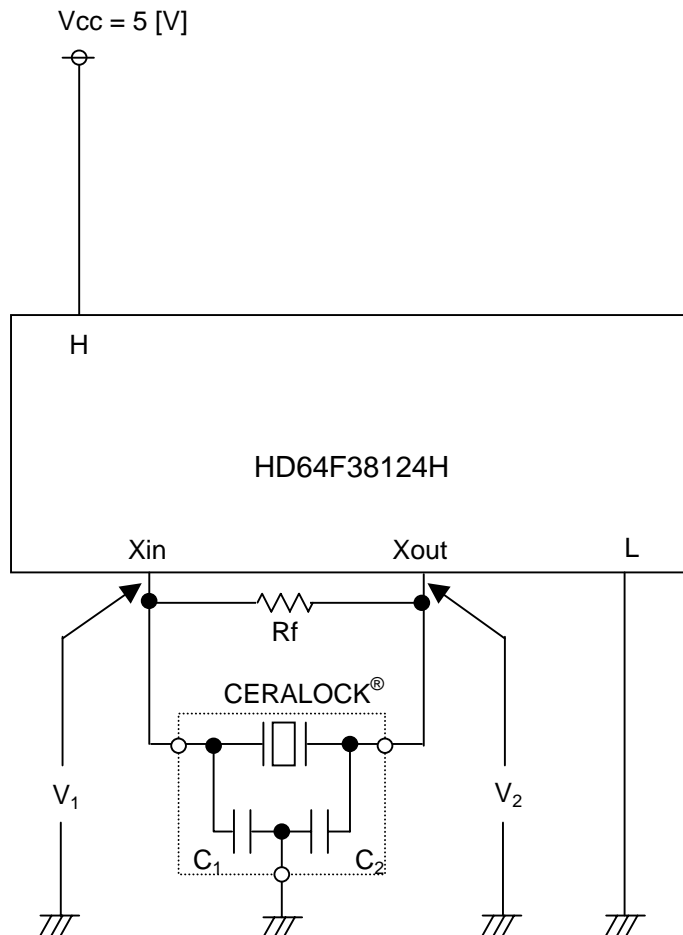 Vcc = 5 [V]
H
HD64F38124H
Xin
Xout
L
Rf
CERALOCK®
V₁
V₂
C₁
C₂